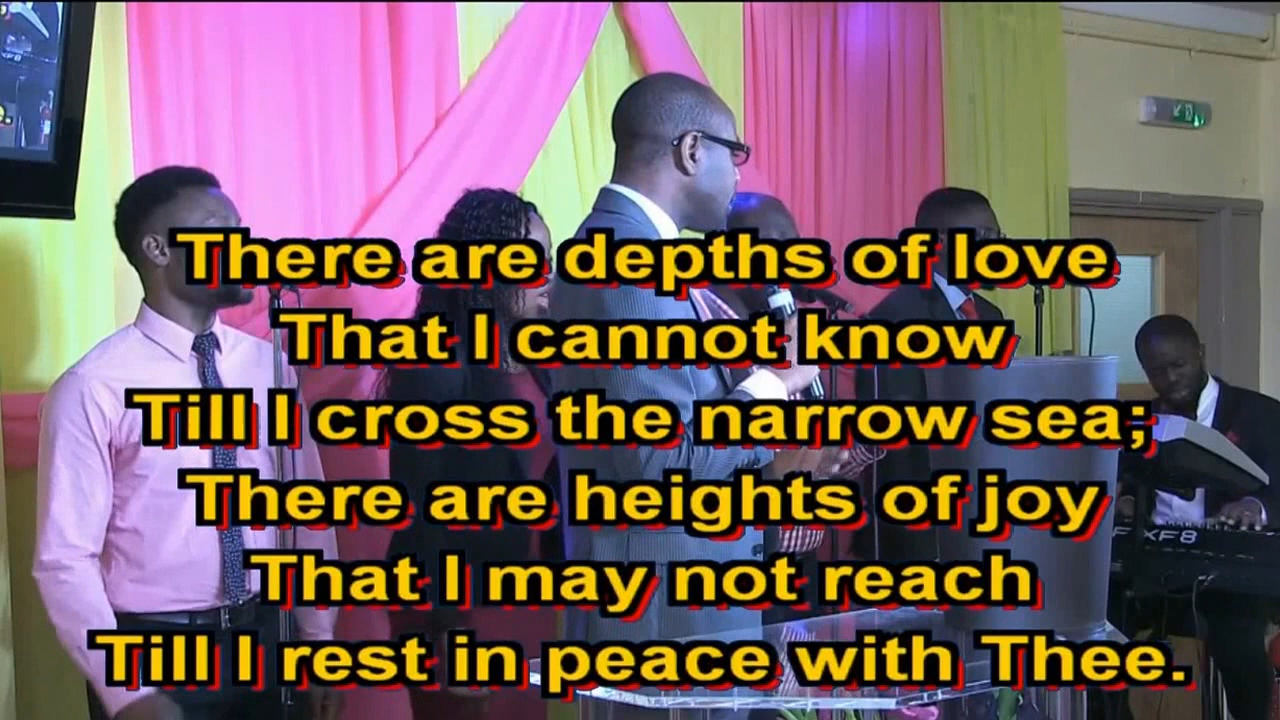 There are depths of love
That I cannot know
Till I cross the narrow sea;
There are heights of joy
That I may not reach
Till I rest in peace with Thee.
XF8